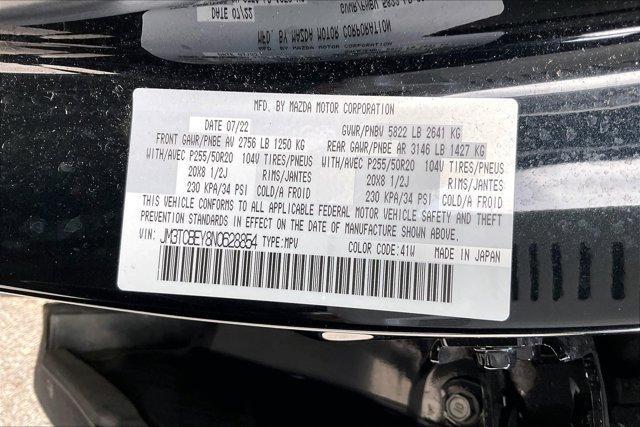 MFD. BY MAZDA MOTOR CORPORATION
DATE 07/22 GVWR/PNBV 5822 LB 2641 KG
FRONT GAWR/PNBE AV 2756 LB 1250 KG REAR GAWR/PNBE AR 3146 LB 1427 KG
WITH/AVEC P255/50R20 104V TIRES/PNEUS WITH/AVEC P255/50R20 104V TIRES/PNEUS
20X8 1/2J RIMS/JANTES 20X8 1/2J RIMS/JANTES
230 KPA/34 PSI COLD/A FROID 230 KPA/34 PSI COLD/A FROID
THIS VEHICLE CONFORMS TO ALL APPLICABLE FEDERAL MOTOR VEHICLE SAFETY AND THEFT
PREVENTION STANDARDS IN EFFECT ON THE DATE OF MANUFACTURE SHOWN ABOVE.
VIN: JM3TCBEY8N0628854 TYPE:MPV COLOR CODE:41W MADE IN JAPAN